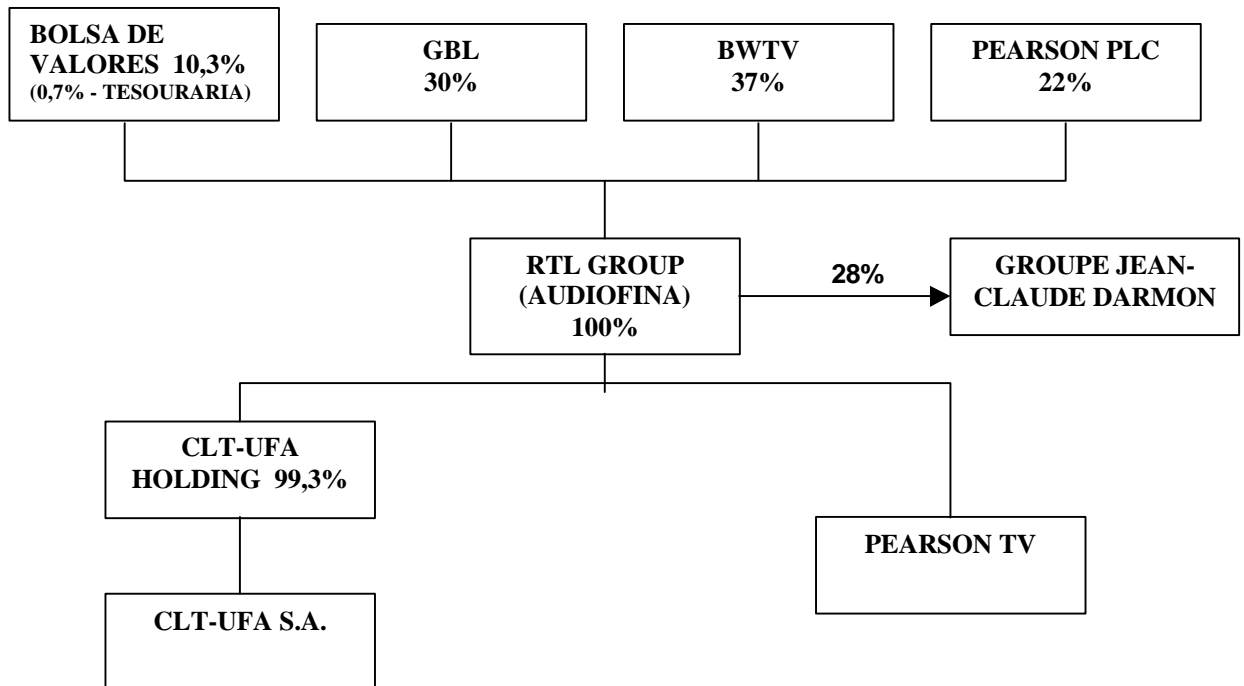 BOLSA DE
VALORES 10,3%
(0,7% - TESOURARIA)
GBL
30%
BWTV
37%
PEARSON PLC
22%
RTL GROUP
(AUDIOFINA)
100%
28%
GROUPE JEAN-
CLAUDE DARMON
CLT-UFA
HOLDING 99,3%
PEARSON TV
CLT-UFA S.A.